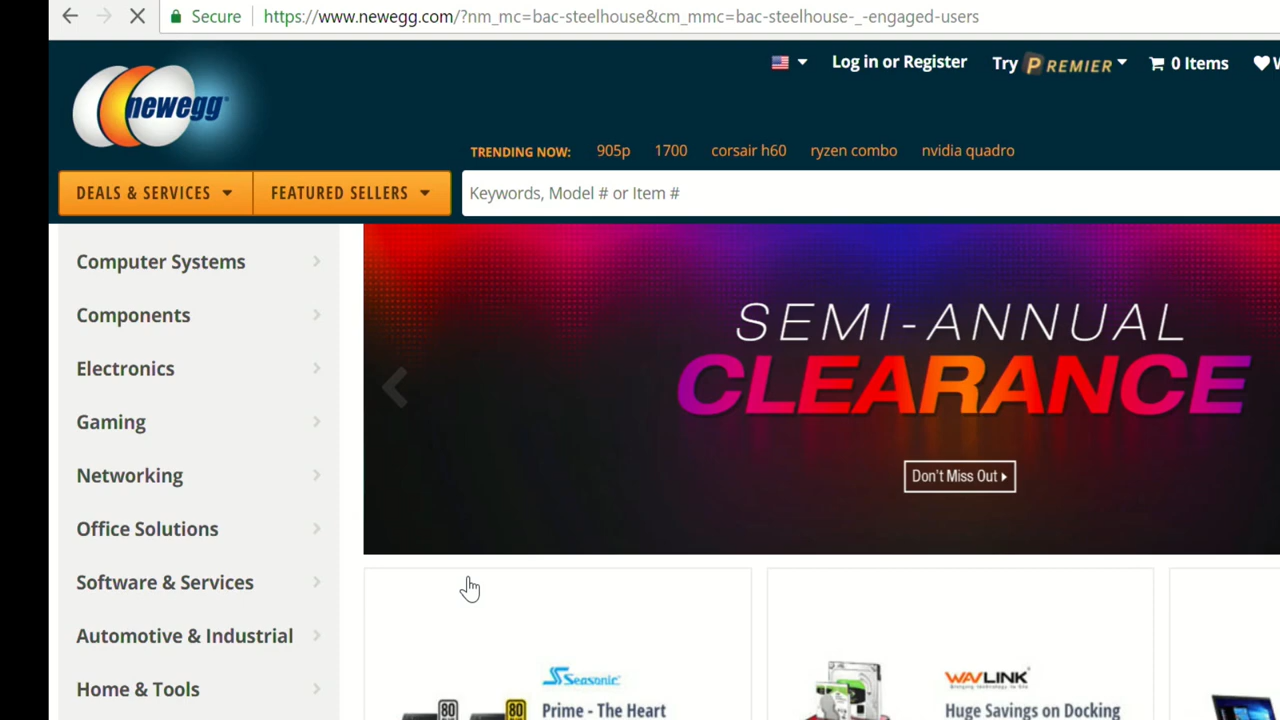 Secure https://www.newegg.com/?nm_mc=bac-steelhouse&cm_mmc=bac-steelhouse-_-engaged-users
newegg
Log in or Register Try PREMIER 0 Items
TRENDING NOW: 905p 1700 corsair h60 ryzen combo nvidia quadro
DEALS & SERVICES FEATURED SELLERS Keywords, Model # or Item #
Computer Systems
Components
Electronics
Gaming
Networking
Office Solutions
Software & Services
Automotive & Industrial
Home & Tools
SEMI-ANNUAL
CLEARANCE
Don't Miss Out
Seasonic
80 80 Prime - The Heart
WAVLINK
Huge Savings on Docking